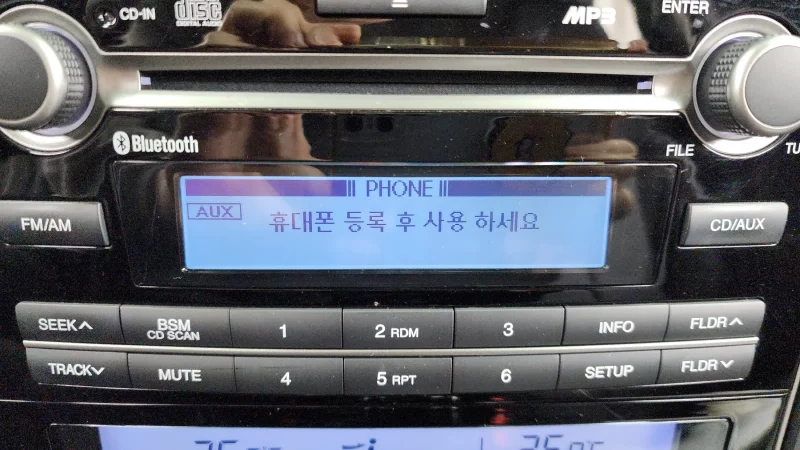 CD-IN
disc
DIGITAL AUDIO
MP3
ENTER
Bluetooth
FILE
PHONE
AUX
휴대폰 등록 후 사용 하세요
FM/AM
CD/AUX
SEEK∧
BSM
CD SCAN
1
2 RDM
3
INFO
FLDR∧
TRACK∨
MUTE
4
5 RPT
6
SETUP
FLDR∨